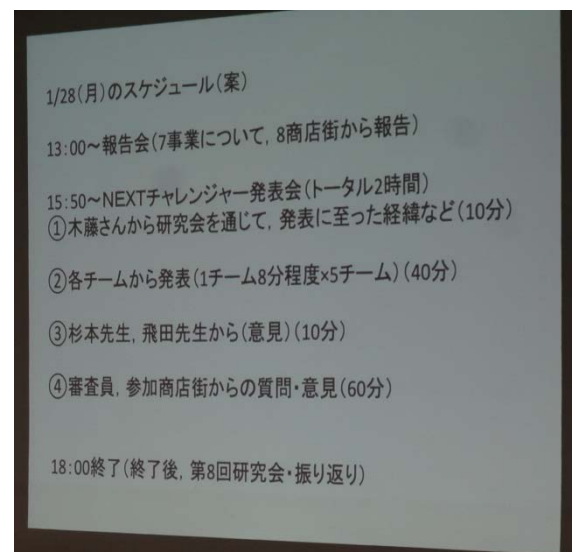 1/28(月)のスケジュール(案)
13:00~報告会(7事業について, 8商店街から報告)
15:50~NEXTチャレンジャー発表会(トータル2時間)
①木藤さんから研究会を通じて, 発表に至った経緯など(10分)
②各チームから発表(1チーム8分程度×5チーム)(40分)
③杉本先生, 飛田先生から(意見)(10分)
④審査員, 参加商店街からの質問・意見(60分)
18:00終了(終了後, 第8回研究会・振り返り)